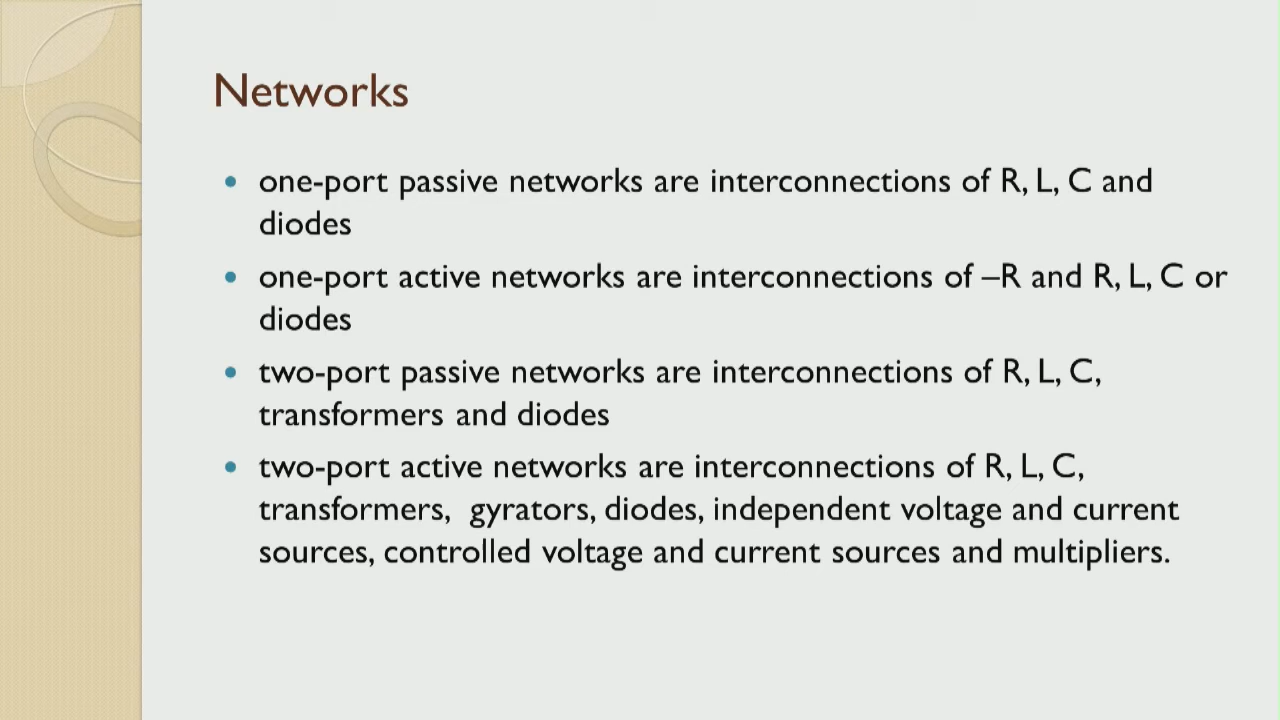 Networks
one-port passive networks are interconnections of R, L, C and
diodes
one-port active networks are interconnections of –R and R, L, C or
diodes
two-port passive networks are interconnections of R, L, C,
transformers and diodes
two-port active networks are interconnections of R, L, C,
transformers,  gyrators, diodes, independent voltage and current
sources, controlled voltage and current sources and multipliers.